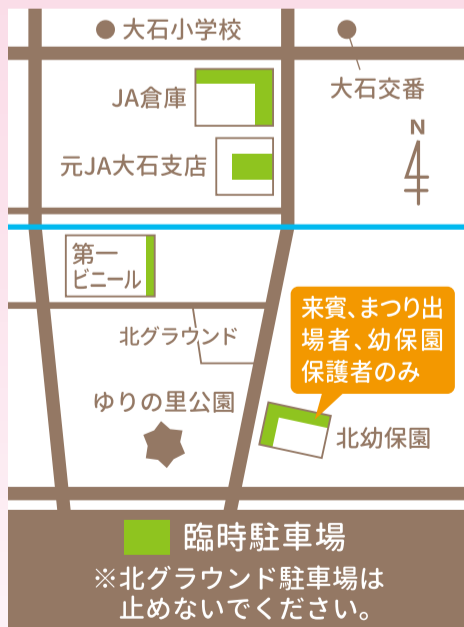 大石小学校
大石交番
JA倉庫
元JA大石支店
N
第一
ビニール
来賓、まつり出
場者、幼保園
保護者のみ
北グラウンド
ゆりの里公園
北幼保園
臨時駐車場
※北グラウンド駐車場は
止めないでください。